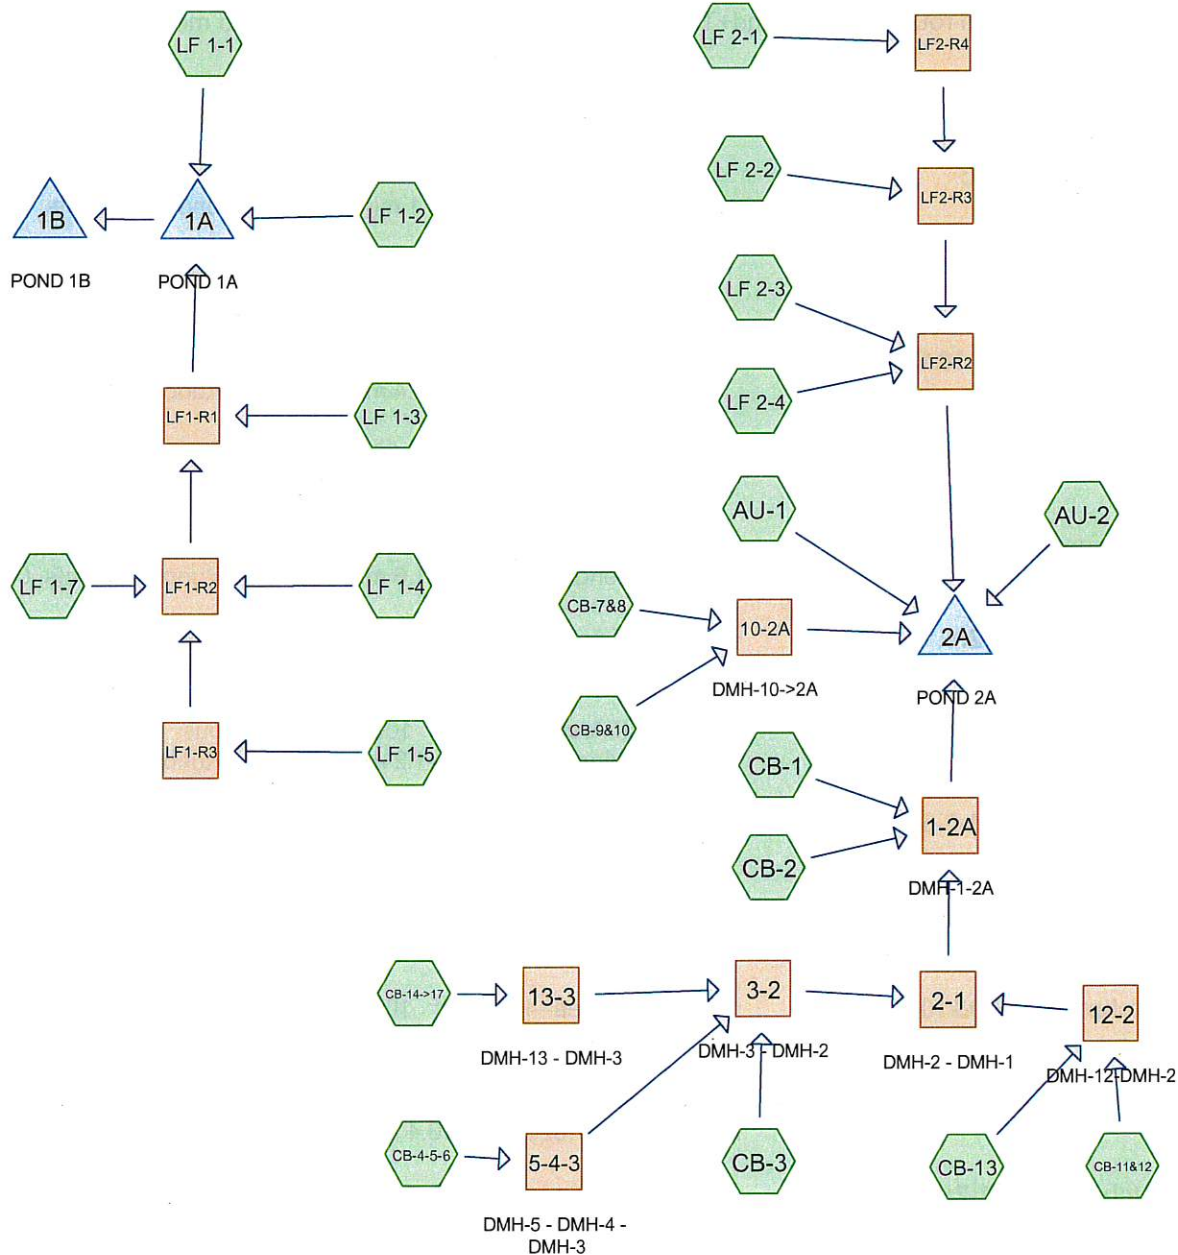 LF 1-1
LF 2-1
LF2-R4
LF 2-2
LF2-R3
1B
1A
LF 1-2
POND 1B
POND 1A
LF 2-3
LF2-R2
LF 2-4
LF1-R1
LF 1-3
AU-1
AU-2
LF 1-7
LF1-R2
LF 1-4
CB-7&8
10-2A
2A
DMH-10->2A
POND 2A
CB-9&10
LF1-R3
LF 1-5
CB-1
1-2A
CB-2
DMH-1-2A
CB-14->17
13-3
3-2
2-1
12-2
DMH-13 - DMH-3
DMH-3 - DMH-2
DMH-2 - DMH-1
DMH-12-DMH-2
CB-4-5-6
5-4-3
CB-3
CB-13
CB-11&12
DMH-5 - DMH-4 -
DMH-3